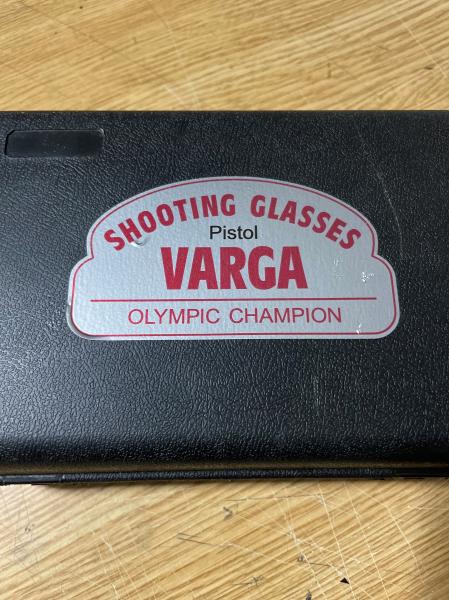 SHOOTING GLASSES
Pistol
VARGA
OLYMPIC CHAMPION